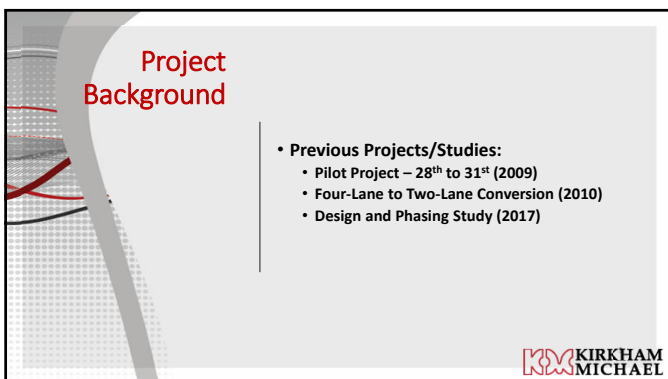 Project
Background
• Previous Projects/Studies:
• Pilot Project – 28th to 31st (2009)
• Four-Lane to Two-Lane Conversion (2010)
• Design and Phasing Study (2017)
KM KIRKHAM
MICHAEL